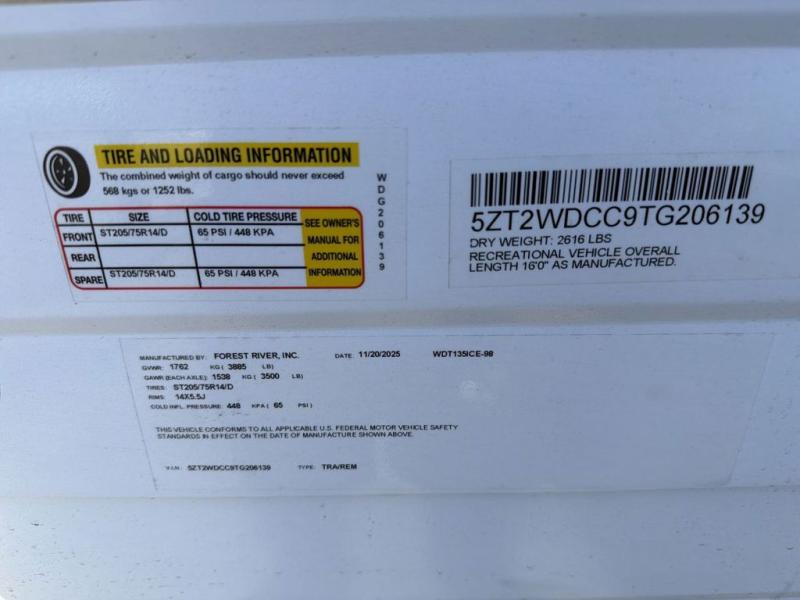 TIRE AND LOADING INFORMATION
The combined weight of cargo should never exceed
568 kgs or 1252 lbs.
TIRE SIZE COLD TIRE PRESSURE SEE OWNER'S MANUAL FOR ADDITIONAL INFORMATION
FRONT ST205/75R14/D 65 PSI / 448 KPA
REAR
SPARE ST205/75R14/D 65 PSI / 448 KPA
WDG206139
5ZT2WDCC9TG206139
DRY WEIGHT: 2616 LBS
RECREATIONAL VEHICLE OVERALL
LENGTH 16'0" AS MANUFACTURED.
MANUFACTURED BY: FOREST RIVER, INC. DATE: 11/20/2025 WDT135ICE-98
GVWR: 1762 KG ( 3885 LB)
GAWR (EACH AXLE): 1538 KG ( 3500 LB)
TIRES: ST205/75R14/D
RIMS: 14X5.5J
COLD INFL. PRESSURE: 448 KPA ( 65 PSI )
THIS VEHICLE CONFORMS TO ALL APPLICABLE U.S. FEDERAL MOTOR VEHICLE SAFETY
STANDARDS IN EFFECT ON THE DATE OF MANUFACTURE SHOWN ABOVE.
V.I.N.: 5ZT2WDCC9TG206139 TYPE: TRA/REM